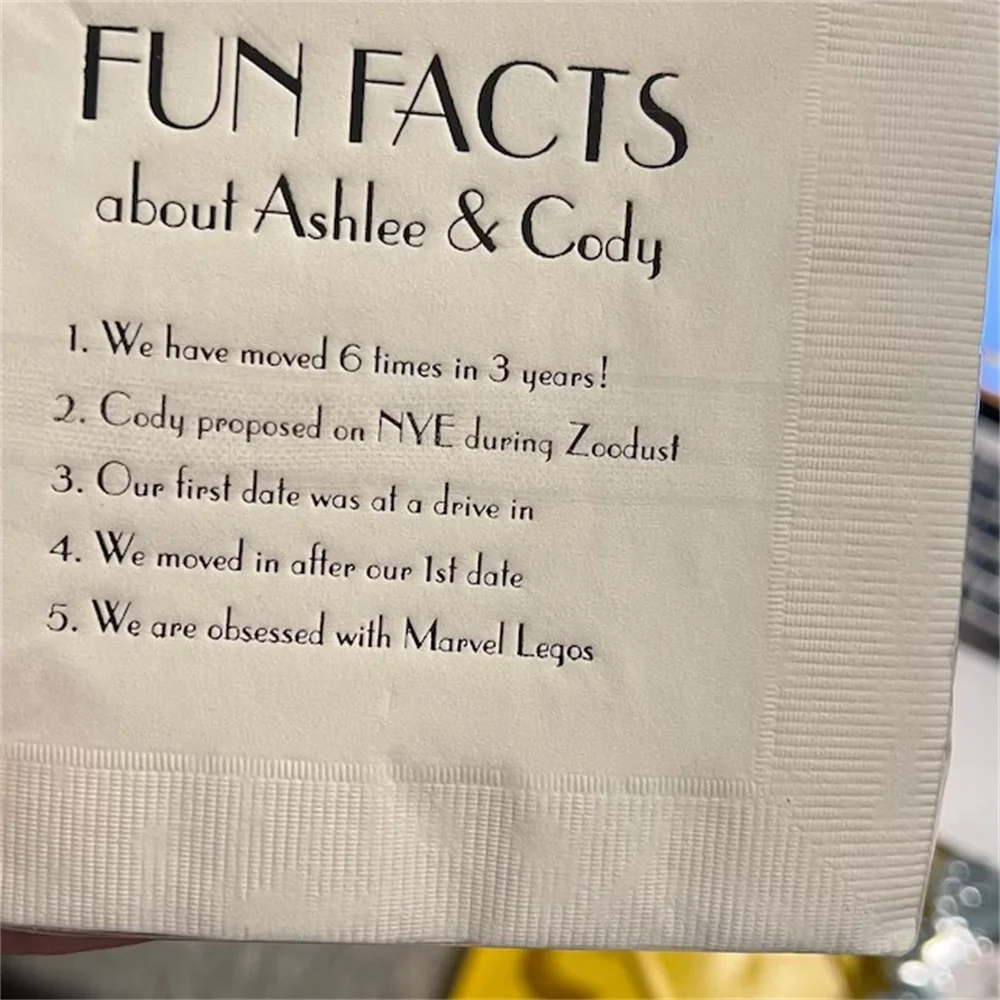 FUN FACTS
about Ashlee & Cody
1. We have moved 6 times in 3 years!
2. Cody proposed on NYE during Zoodust
3. Our first date was at a drive in
4. We moved in after our 1st date
5. We are obsessed with Marvel Legos